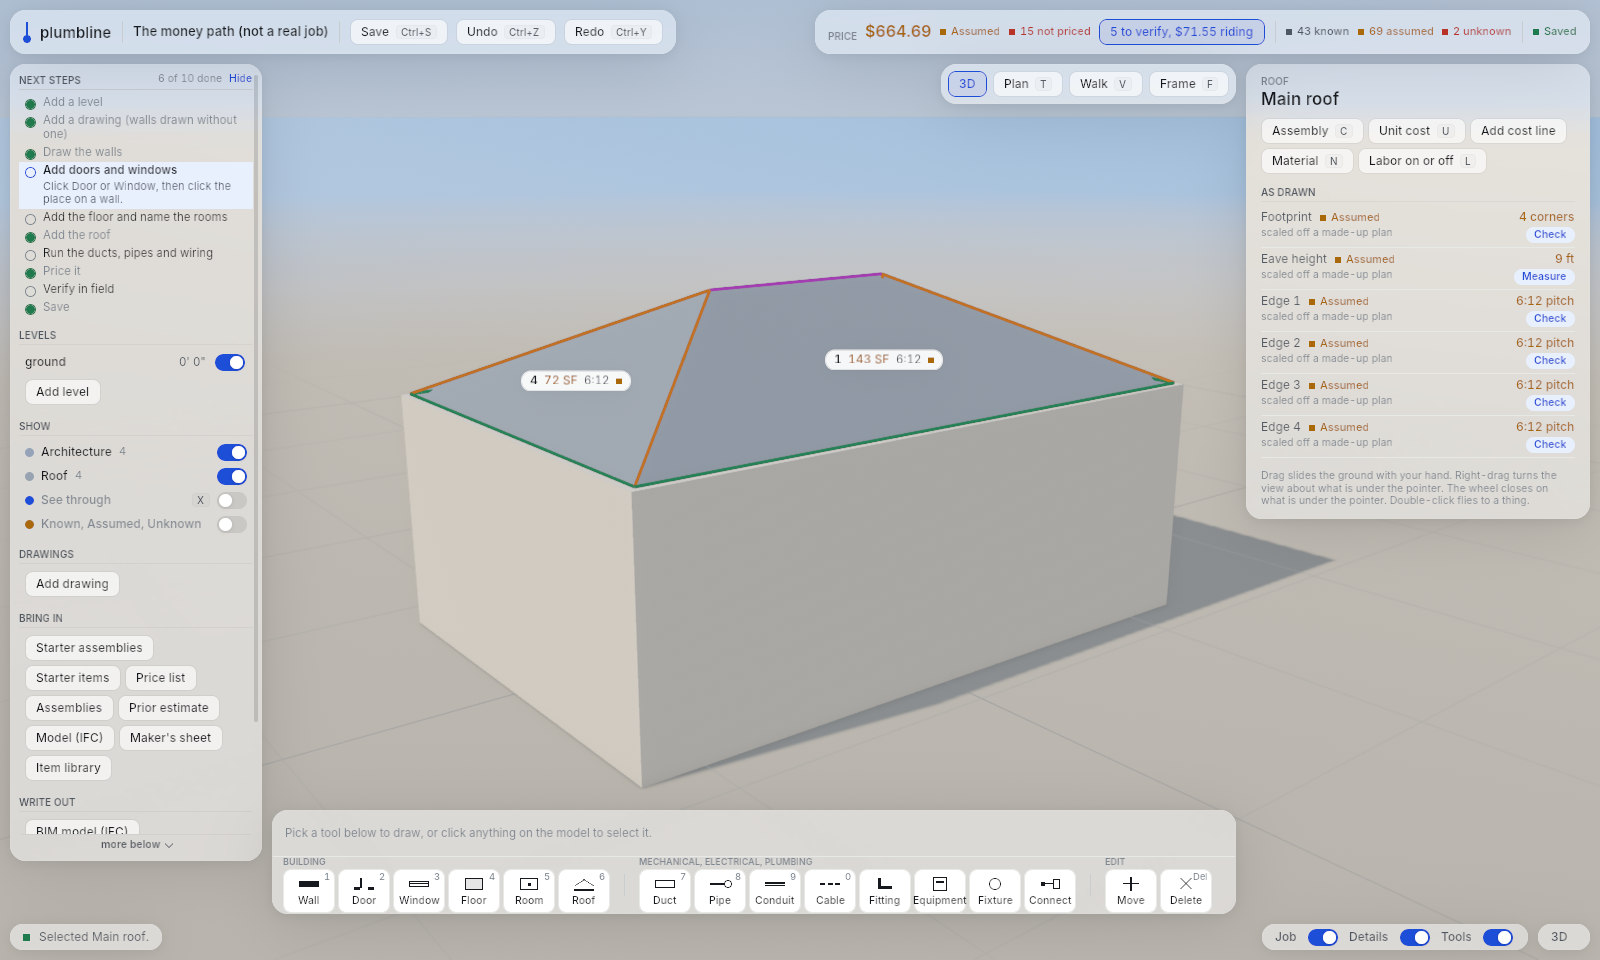 plumbline
The money path (not a real job)
Save Ctrl+S
Undo Ctrl+Z
Redo Ctrl+Y
PRICE $664.69 Assumed 15 not priced
5 to verify, $71.55 riding
43 known 69 assumed 2 unknown
Saved
NEXT STEPS 6 of 10 done Hide
Add a level
Add a drawing (walls drawn without
one)
Draw the walls
Add doors and windows
Click Door or Window, then click the
place on a wall.
Add the floor and name the rooms
Add the roof
Run the ducts, pipes and wiring
Price it
Verify in field
Save
LEVELS
ground 0' 0"
Add level
SHOW
Architecture 4
Roof 4
See through X
Known, Assumed, Unknown
DRAWINGS
Add drawing
BRING IN
Starter assemblies
Starter items Price list
Assemblies Prior estimate
Model (IFC) Maker's sheet
Item library
WRITE OUT
BIM model (IFC)
more below
3D Plan T Walk V Frame F
4 72 SF 6:12
1 143 SF 6:12
ROOF
Main roof
Assembly C Unit cost U Add cost line
Material N Labor on or off L
AS DRAWN
Footprint Assumed 4 corners
scaled off a made-up plan Check
Eave height Assumed 9 ft
scaled off a made-up plan Measure
Edge 1 Assumed 6:12 pitch
scaled off a made-up plan Check
Edge 2 Assumed 6:12 pitch
scaled off a made-up plan Check
Edge 3 Assumed 6:12 pitch
scaled off a made-up plan Check
Edge 4 Assumed 6:12 pitch
scaled off a made-up plan Check
Drag slides the ground with your hand. Right-drag turns the
view about what is under the pointer. The wheel closes on
what is under the pointer. Double-click flies to a thing.
Pick a tool below to draw, or click anything on the model to select it.
BUILDING MECHANICAL, ELECTRICAL, PLUMBING EDIT
1 2 3 4 5 6 7 8 9 0 Del
Wall Door Window Floor Room Roof Duct Pipe Conduit Cable Fitting Equipment Fixture Connect Move Delete
Selected Main roof.
Job Details Tools 3D